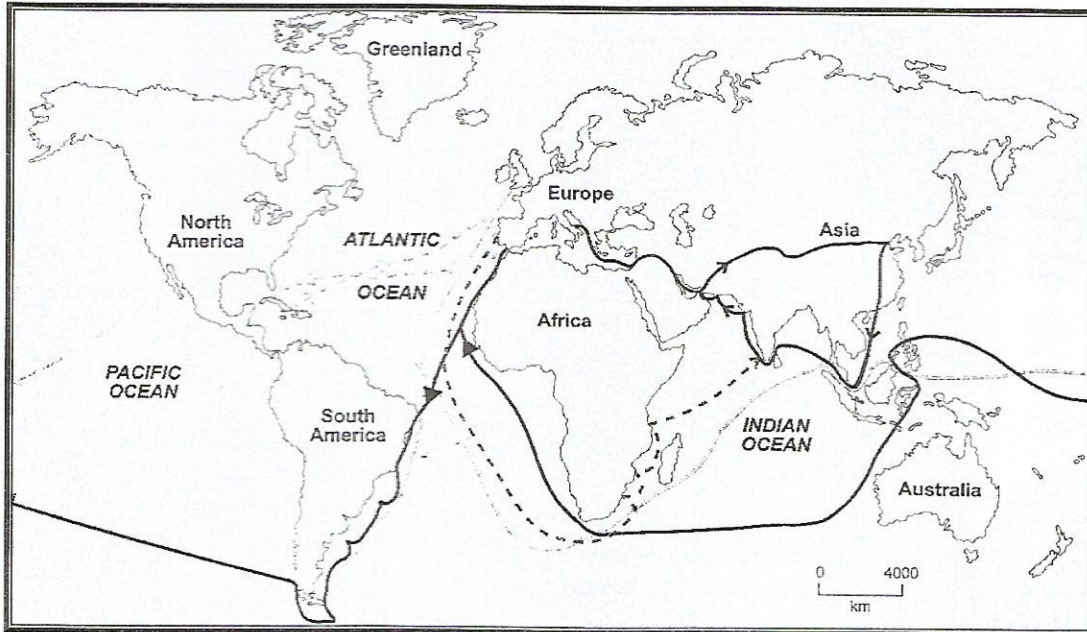 Greenland
Europe
North
America
ATLANTIC
OCEAN
Asia
Africa
PACIFIC
OCEAN
South
America
INDIAN
OCEAN
Australia
0 4000
km